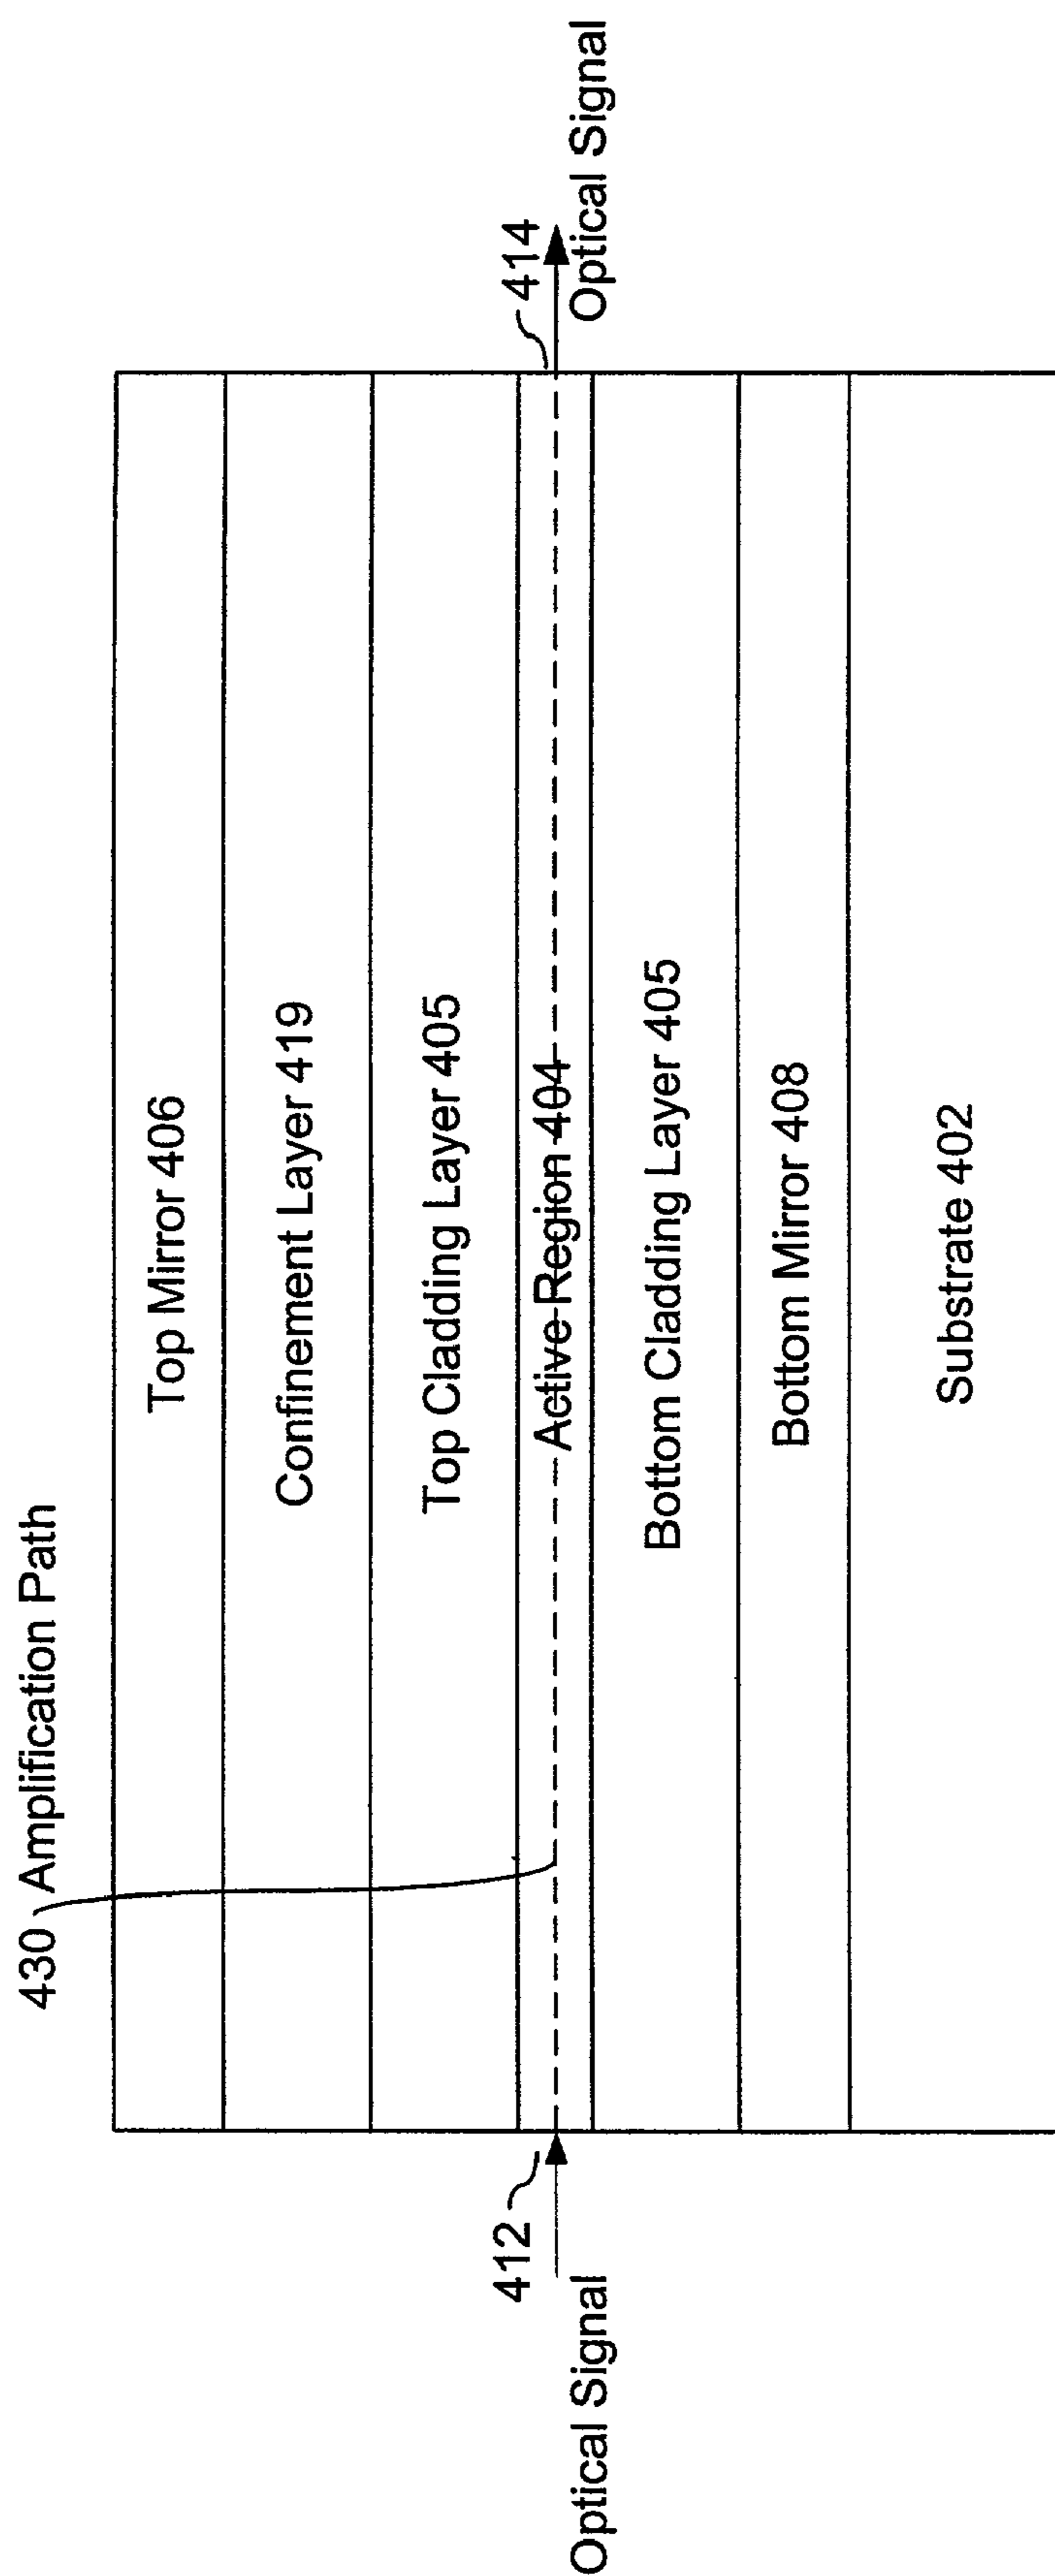 430 Amplification Path
Top Mirror 406
Confinement Layer 419
Top Cladding Layer 405
412
414
Active Region 404
Optical Signal
Optical Signal
Bottom Cladding Layer 405
Bottom Mirror 408
Substrate 402